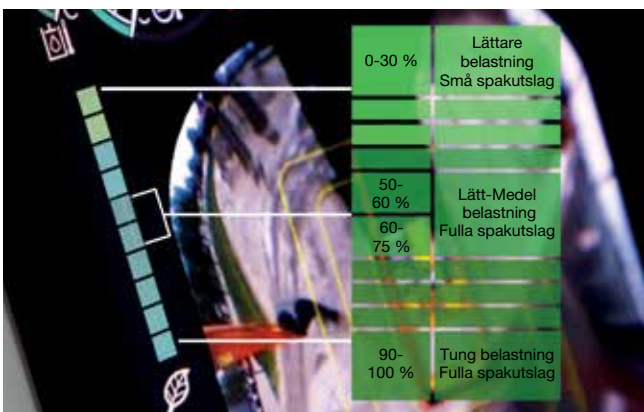 0-30 %
Lättare
belastning
Små spakutslag
50-
60 %
60-
75 %
Lätt-Medel
belastning
Fulla spakutslag
90-
100 %
Tung belastning
Fulla spakutslag